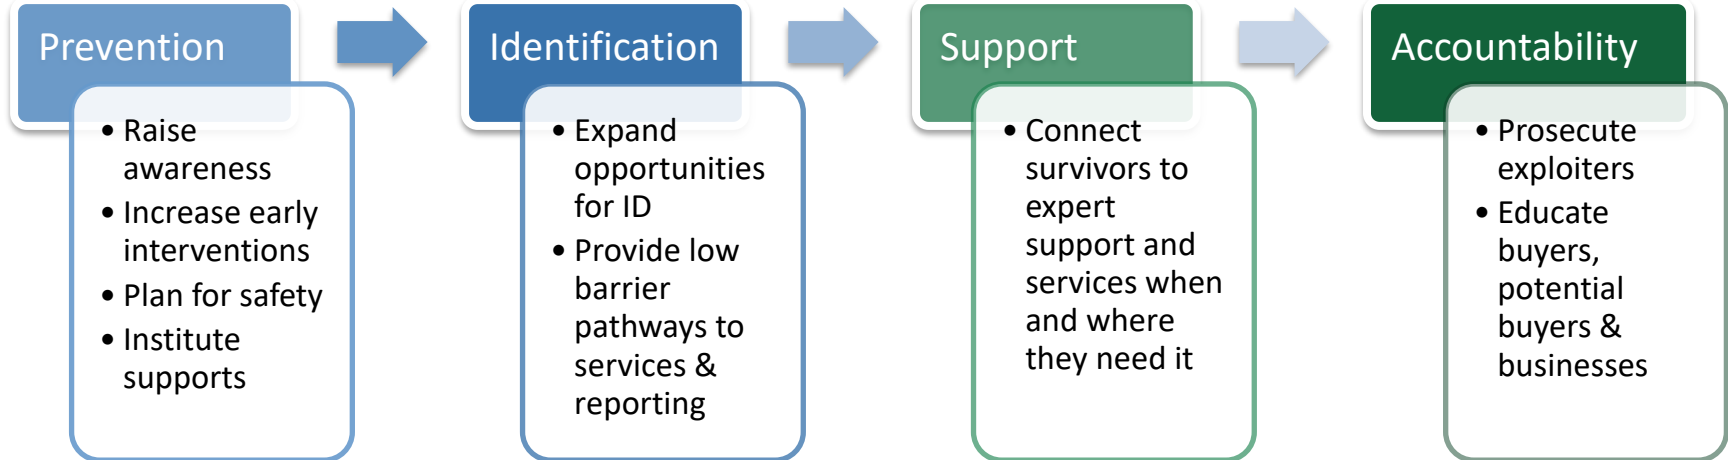 Prevention
• Raise
awareness
• Increase early
interventions
• Plan for safety
• Institute
supports
Identification
• Expand
opportunities
for ID
• Provide low
barrier
pathways to
services &
reporting
Support
• Connect
survivors to
expert
support and
services when
and where
they need it
Accountability
• Prosecute
exploiters
• Educate
buyers,
potential
buyers &
businesses